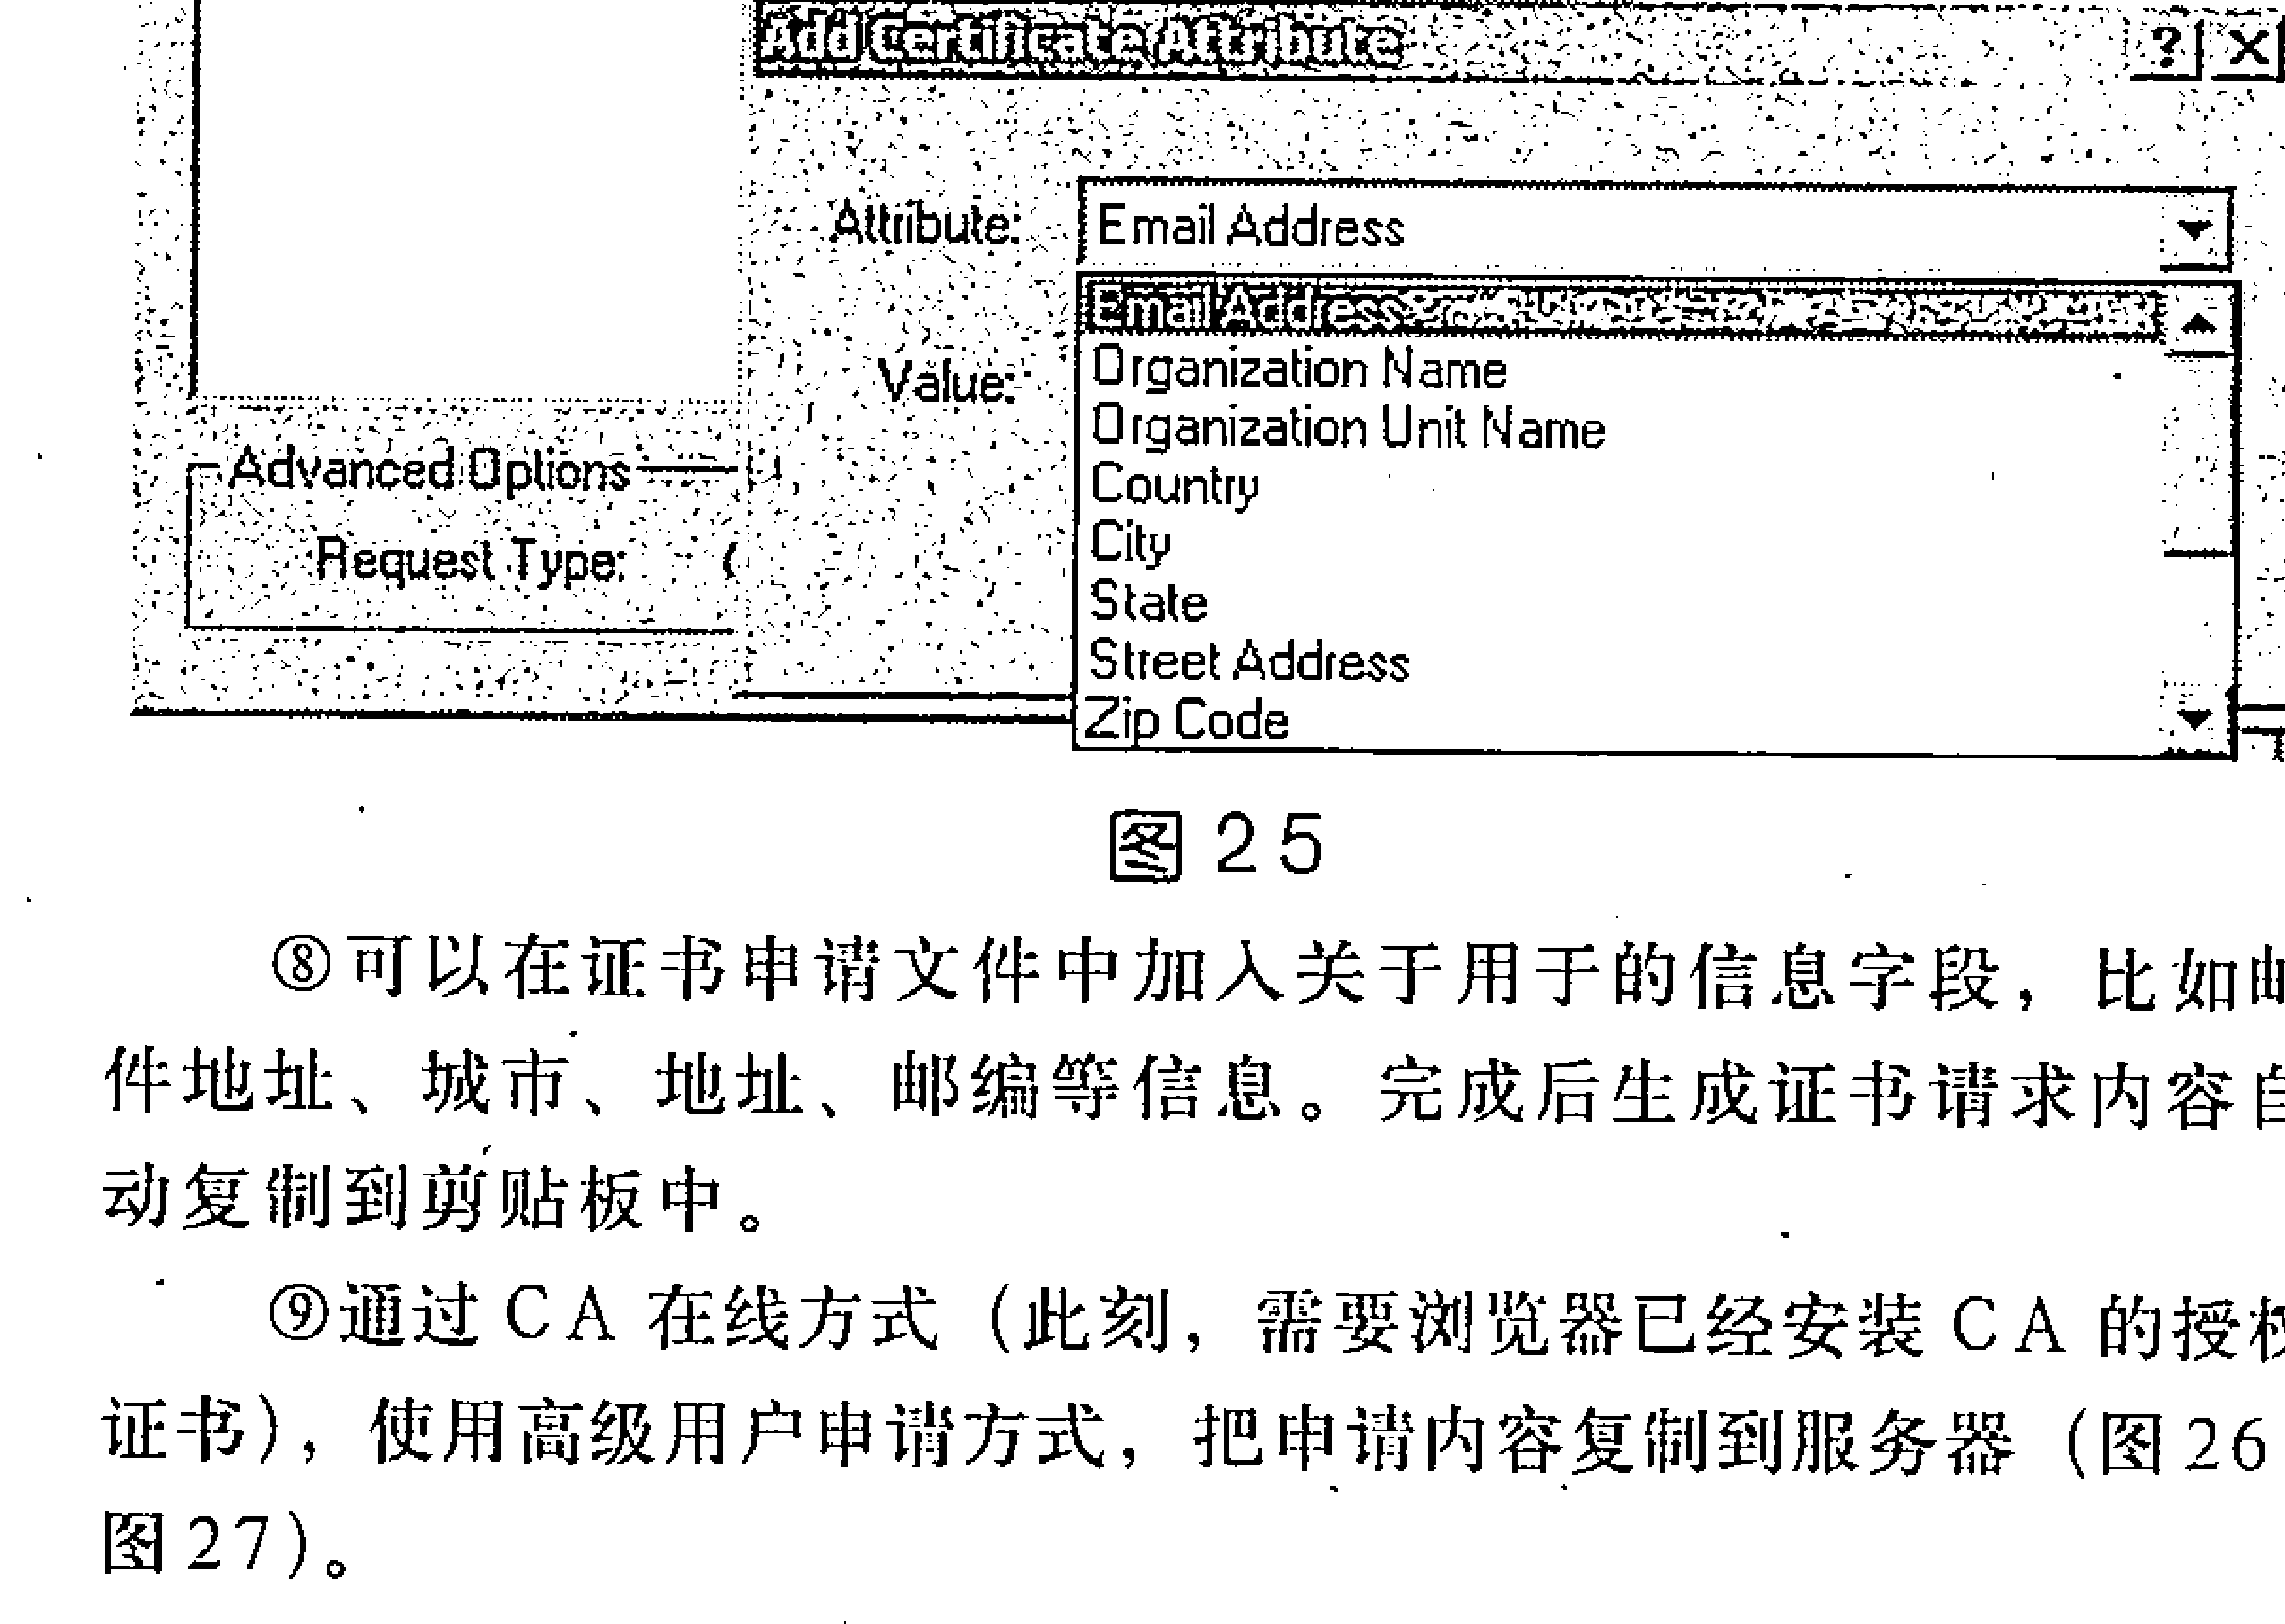 Add Certificate Attribute
Attribute: Email Address
Email Address
Value:
Organization Name
Organization Unit Name
Country
City
State
Street Address
Zip Code
Advanced Options
Request Type:
图 25
⑧可以在证书申请文件中加入关于用于的信息字段，比如邮
件地址、城市、地址、邮编等信息。完成后生成证书请求内容自
动复制到剪贴板中。
⑨通过 CA 在线方式（此刻，需要浏览器已经安装 CA 的授权
证书），使用高级用户申请方式，把申请内容复制到服务器（图 26
图 27）。